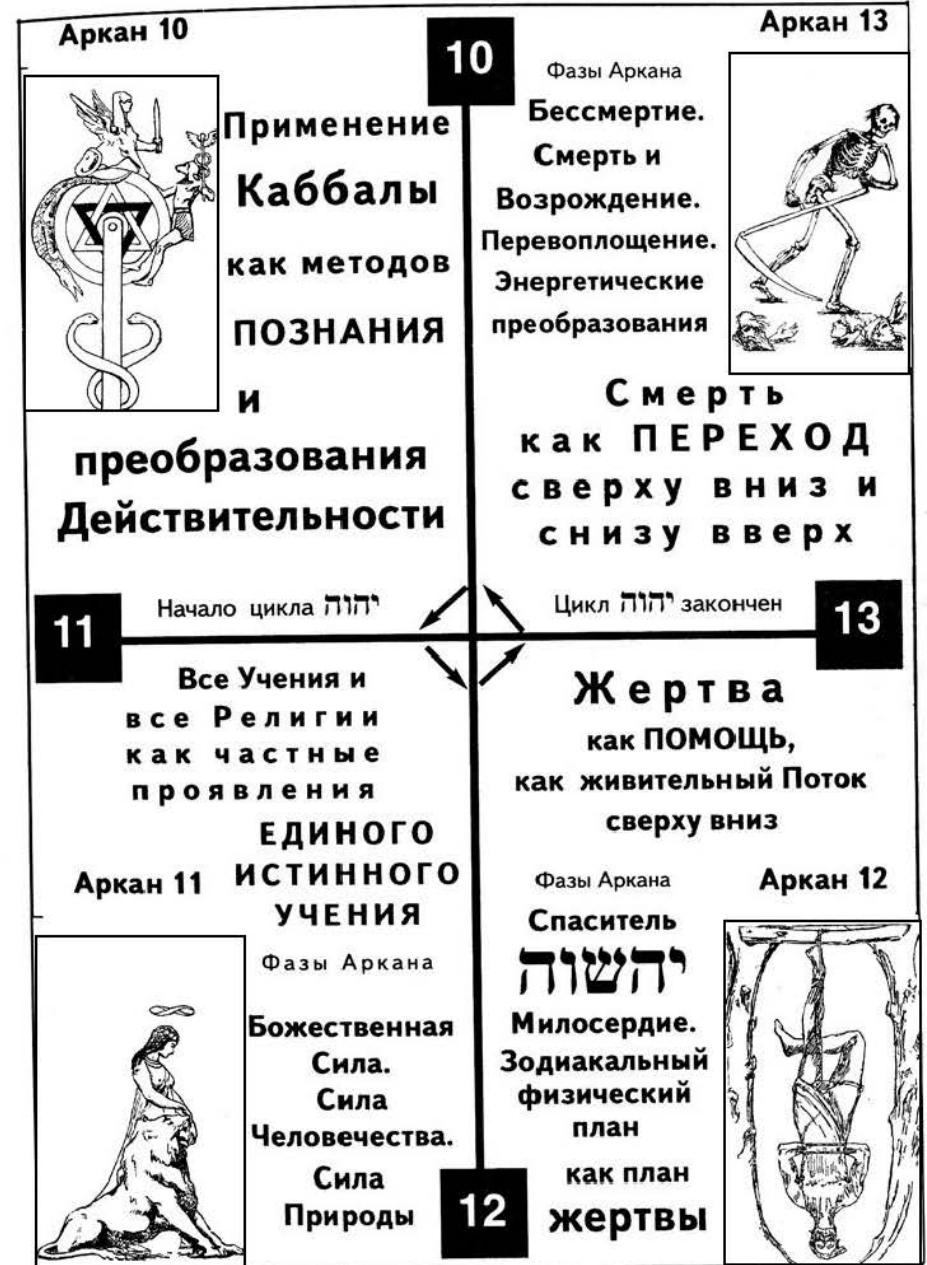 Аркан 10
10
Применение
Каббалы
как методов
ПОЗНАНИЯ
и
преобразования
Действительности
Аркан 13
Фазы Аркана
Бессмертие.
Смерть и
Возрождение.
Перевоплощение.
Энергетические
преобразования
Смерть
как ПЕРЕХОД
сверху вниз и
снизу вверх
11
Начало цикла יהוה
Цикл יהוה закончен
13
Все Учения и
все Религии
как частные
проявления
ЕДИНОГО
ИСТИННОГО
УЧЕНИЯ
Аркан 11
Фазы Аркана
Божественная
Сила.
Сила
Человечества.
Сила
Природы
Жертва
как ПОМОЩЬ,
как живительный Поток
сверху вниз
Фазы Аркана
Аркан 12
Спаситель
יהשוה
Милосердие.
Зодиакальный
физический
план
как план
жертвы
12